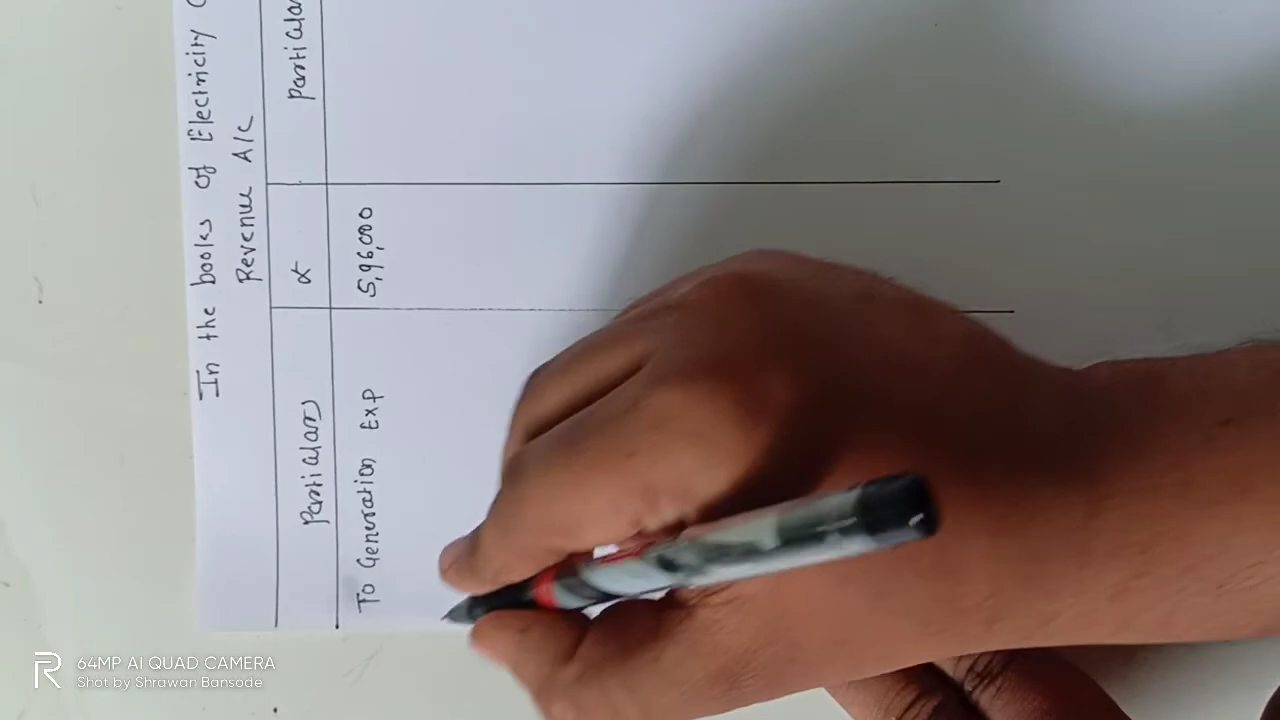 In the books of Electricity
Revenue A/c
Particulars ₹ Particular
To Generation Exp 5,96,000
64MP AI QUAD CAMERA
Shot by Shrawan Bansode